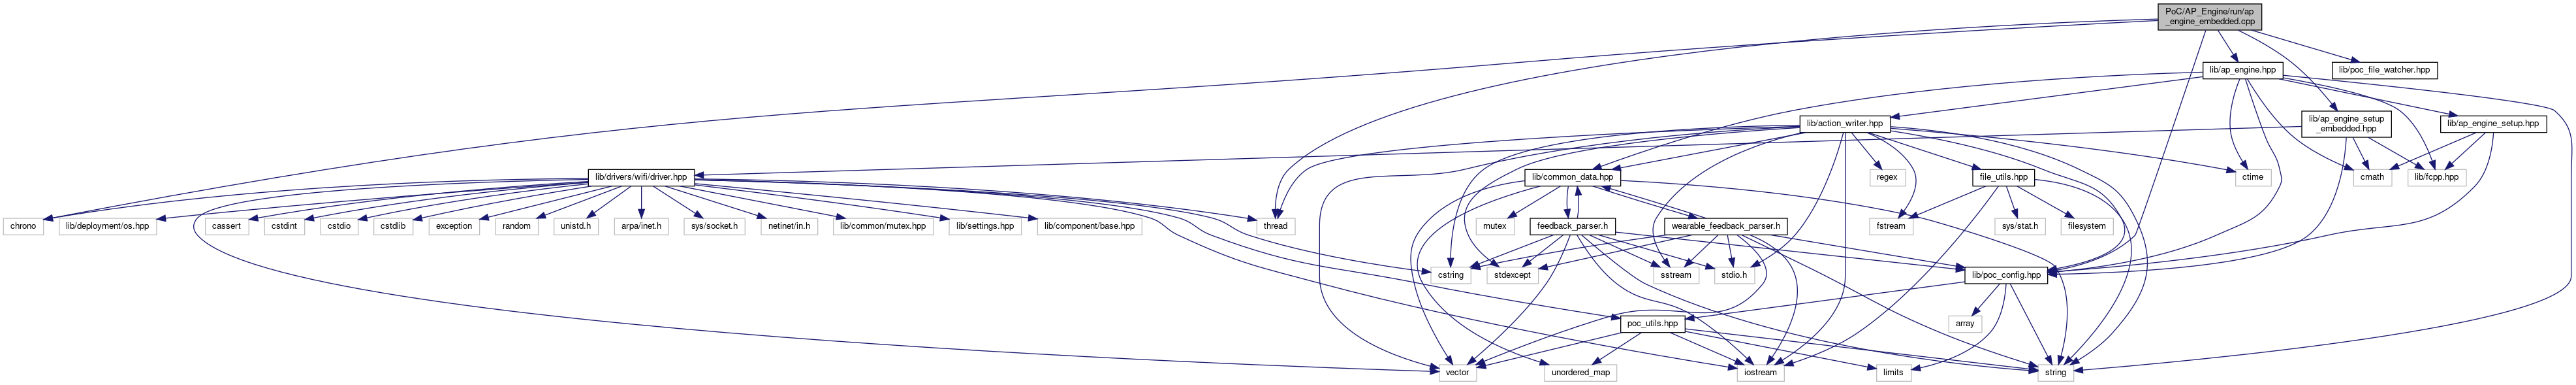 PoC/AP_Engine/run/ap
_engine_embedded.cpp
lib/ap_engine.hpp
lib/poc_file_watcher.hpp
lib/action_writer.hpp
lib/ap_engine_setup
_embedded.hpp
lib/ap_engine_setup.hpp
lib/drivers/wifi/driver.hpp
lib/common_data.hpp
regex
file_utils.hpp
ctime
cmath
lib/fcpp.hpp
chrono
lib/deployment/os.hpp
cassert
cstdint
cstdio
cstdlib
exception
random
unistd.h
arpa/inet.h
sys/socket.h
netinet/in.h
lib/common/mutex.hpp
lib/settings.hpp
lib/component/base.hpp
thread
mutex
feedback_parser.h
wearable_feedback_parser.h
fstream
sys/stat.h
filesystem
cstring
stdexcept
sstream
stdio.h
lib/poc_config.hpp
poc_utils.hpp
array
vector
unordered_map
iostream
limits
string